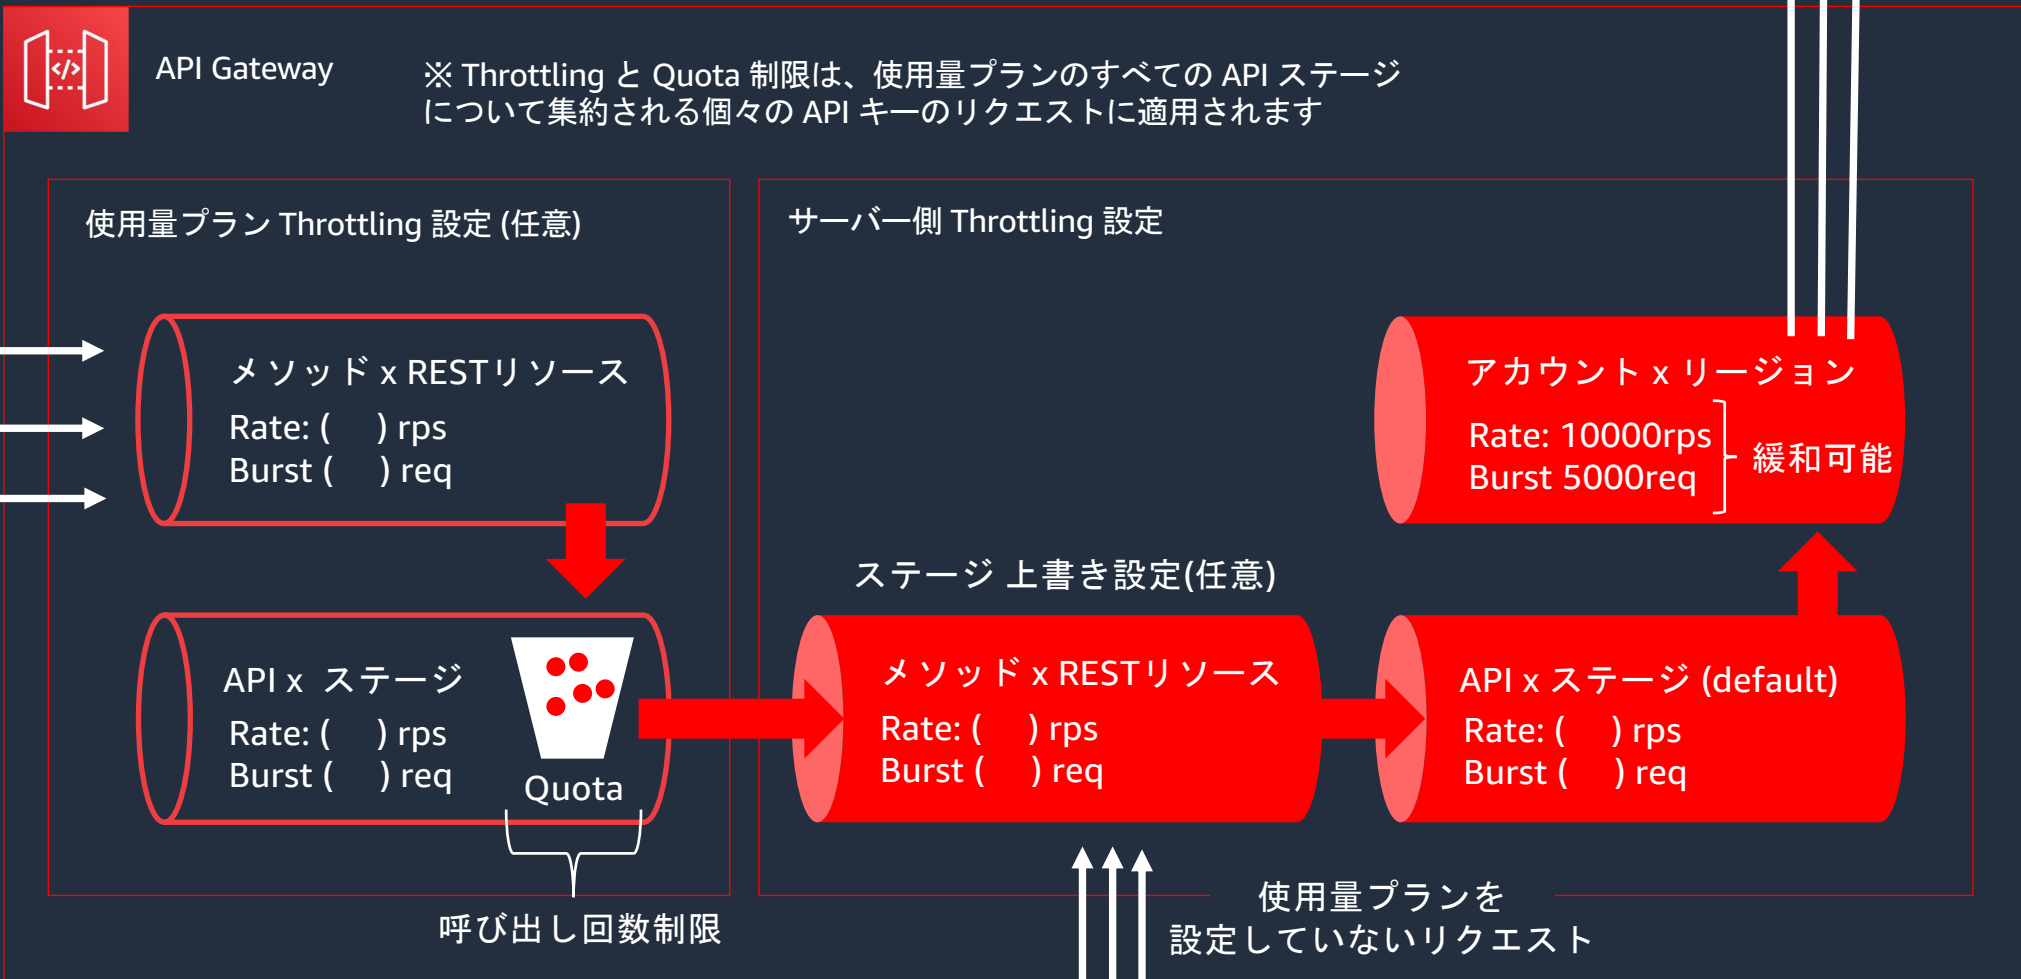 API Gateway
※ Throttling と Quota 制限は、使用量プランのすべての API ステージ
について集約される個々の API キーのリクエストに適用されます
使用量プラン Throttling 設定 (任意)
メソッド x RESTリソース
Rate: (    ) rps
Burst (    ) req
API x ステージ
Rate: (    ) rps
Burst (    ) req
Quota
呼び出し回数制限
サーバー側 Throttling 設定
ステージ 上書き設定(任意)
メソッド x RESTリソース
Rate: (    ) rps
Burst (    ) req
API x ステージ (default)
Rate: (    ) rps
Burst (    ) req
アカウント x リージョン
Rate: 10000rps
Burst 5000req
緩和可能
使用量プランを
設定していないリクエスト